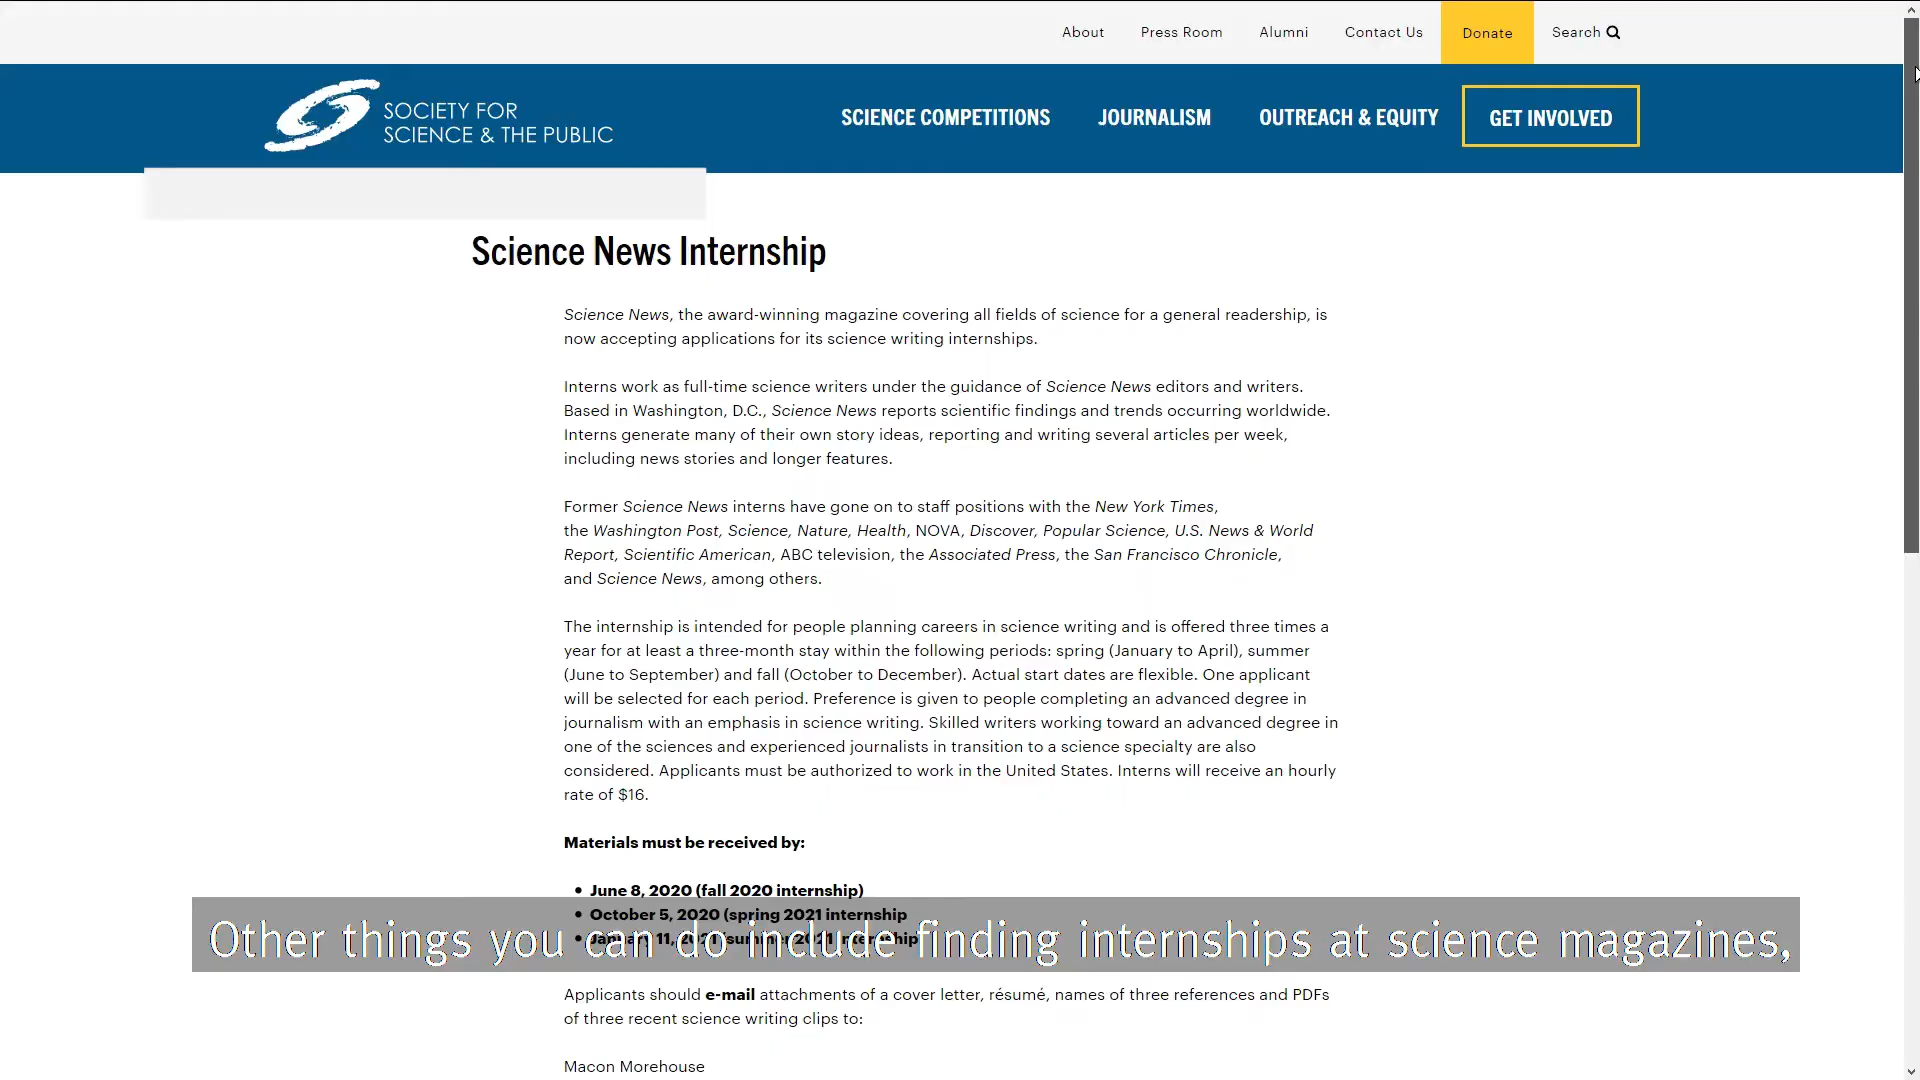 About Press Room Alumni Contact Us Donate Search
SOCIETY FOR
SCIENCE & THE PUBLIC
SCIENCE COMPETITIONS JOURNALISM OUTREACH & EQUITY GET INVOLVED
Science News Internship
Science News, the award-winning magazine covering all fields of science for a general readership, is
now accepting applications for its science writing internships.
Interns work as full-time science writers under the guidance of Science News editors and writers.
Based in Washington, D.C., Science News reports scientific findings and trends occurring worldwide.
Interns generate many of their own story ideas, reporting and writing several articles per week,
including news stories and longer features.
Former Science News interns have gone on to staff positions with the New York Times,
the Washington Post, Science, Nature, Health, NOVA, Discover, Popular Science, U.S. News & World
Report, Scientific American, ABC television, the Associated Press, the San Francisco Chronicle,
and Science News, among others.
The internship is intended for people planning careers in science writing and is offered three times a
year for at least a three-month stay within the following periods: spring (January to April), summer
(June to September) and fall (October to December). Actual start dates are flexible. One applicant
will be selected for each period. Preference is given to people completing an advanced degree in
journalism with an emphasis in science writing. Skilled writers working toward an advanced degree in
one of the sciences and experienced journalists in transition to a science specialty are also
considered. Applicants must be authorized to work in the United States. Interns will receive an hourly
rate of $16.
Materials must be received by:
• June 8, 2020 (fall 2020 internship)
• October 5, 2020 (spring 2021 internship
• January 11, 2021 (summer 2021 internship
Other things you can do include finding internships at science magazines,
Applicants should e-mail attachments of a cover letter, résumé, names of three references and PDFs
of three recent science writing clips to:
Macon Morehouse